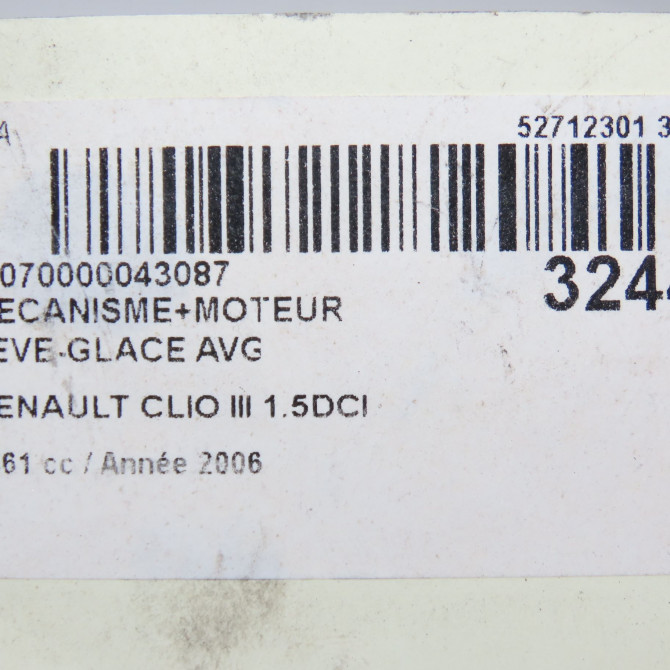 A 52712301 3
070000043087
324
ECANISME+MOTEUR
EVE-GLACE AVG
ENAULT CLIO III 1.5DCI
61 cc / Année 2006